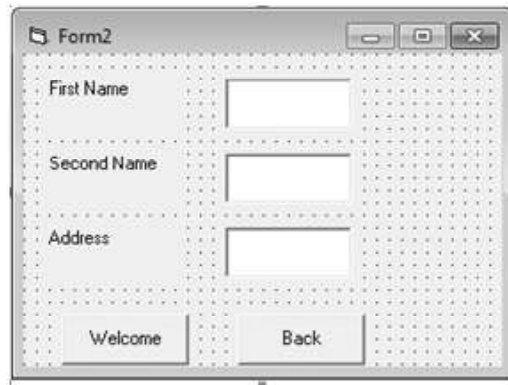 Form2
First Name
Second Name
Address
Welcome Back